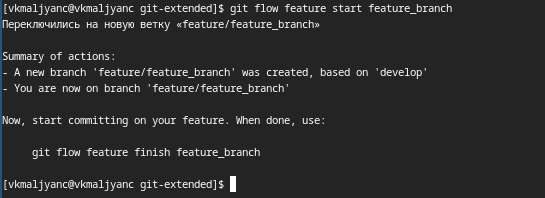 [vkmaljyanc@vkmaljyanc git-extended]$ git flow feature start feature_branch
Переключились на новую ветку «feature/feature_branch»
Summary of actions:
- A new branch 'feature/feature_branch' was created, based on 'develop'
- You are now on branch 'feature/feature_branch'
Now, start committing on your feature. When done, use:
git flow feature finish feature_branch
[vkmaljyanc@vkmaljyanc git-extended]$